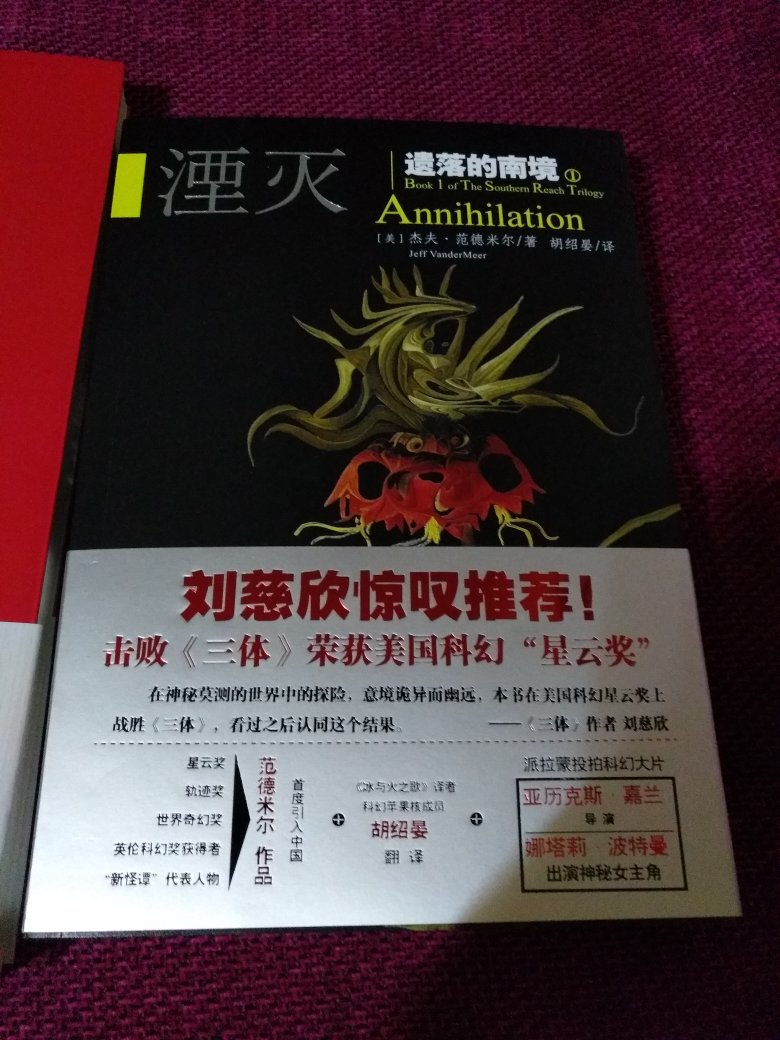 湮灭
遗落的南境①
Book 1 of The Southern Reach Trilogy
Annihilation
[美]杰夫·范德米尔/著 胡绍晏/译
Jeff VanderMeer
刘慈欣惊叹推荐！
击败《三体》荣获美国科幻“星云奖”
在神秘莫测的世界中的探险，意境诡异而幽远，本书在美国科幻星云奖上
战胜《三体》，看过之后认同这个结果。 ——《三体》作者 刘慈欣
星云奖
轨迹奖
世界奇幻奖
英伦科幻奖获得者
“新怪谭”代表人物
范德米尔 作品
首度引入中国
+
《冰与火之歌》译者
科幻苹果核成员
胡绍晏
翻译
+
派拉蒙投拍科幻大片
亚历克斯·嘉兰
导演
娜塔莉·波特曼
出演神秘女主角